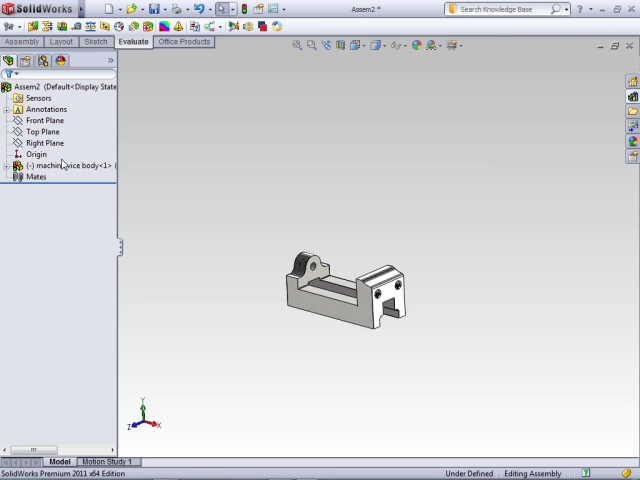 SolidWorks
Assem2 *
Search Knowledge Base
Assembly Layout Sketch Evaluate Office Products
Assem2 (Default<Display State
Sensors
Annotations
Front Plane
Top Plane
Right Plane
Origin
(-) machine vice body<1> (
Mates
Y
Z X
Model Motion Study 1
SolidWorks Premium 2011 x64 Edition
Under Defined Editing Assembly